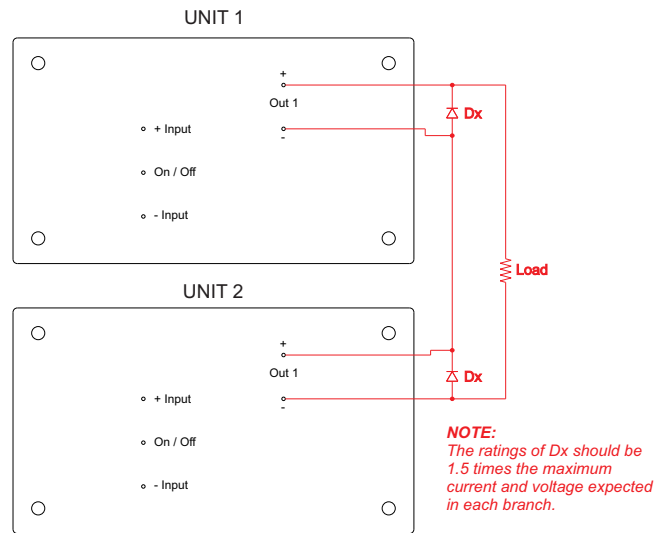 UNIT 1
+
Out 1
-
Dx
+ Input
On / Off
- Input
Load
UNIT 2
+
Out 1
-
Dx
+ Input
On / Off
- Input
NOTE:
The ratings of Dx should be
1.5 times the maximum
current and voltage expected
in each branch.